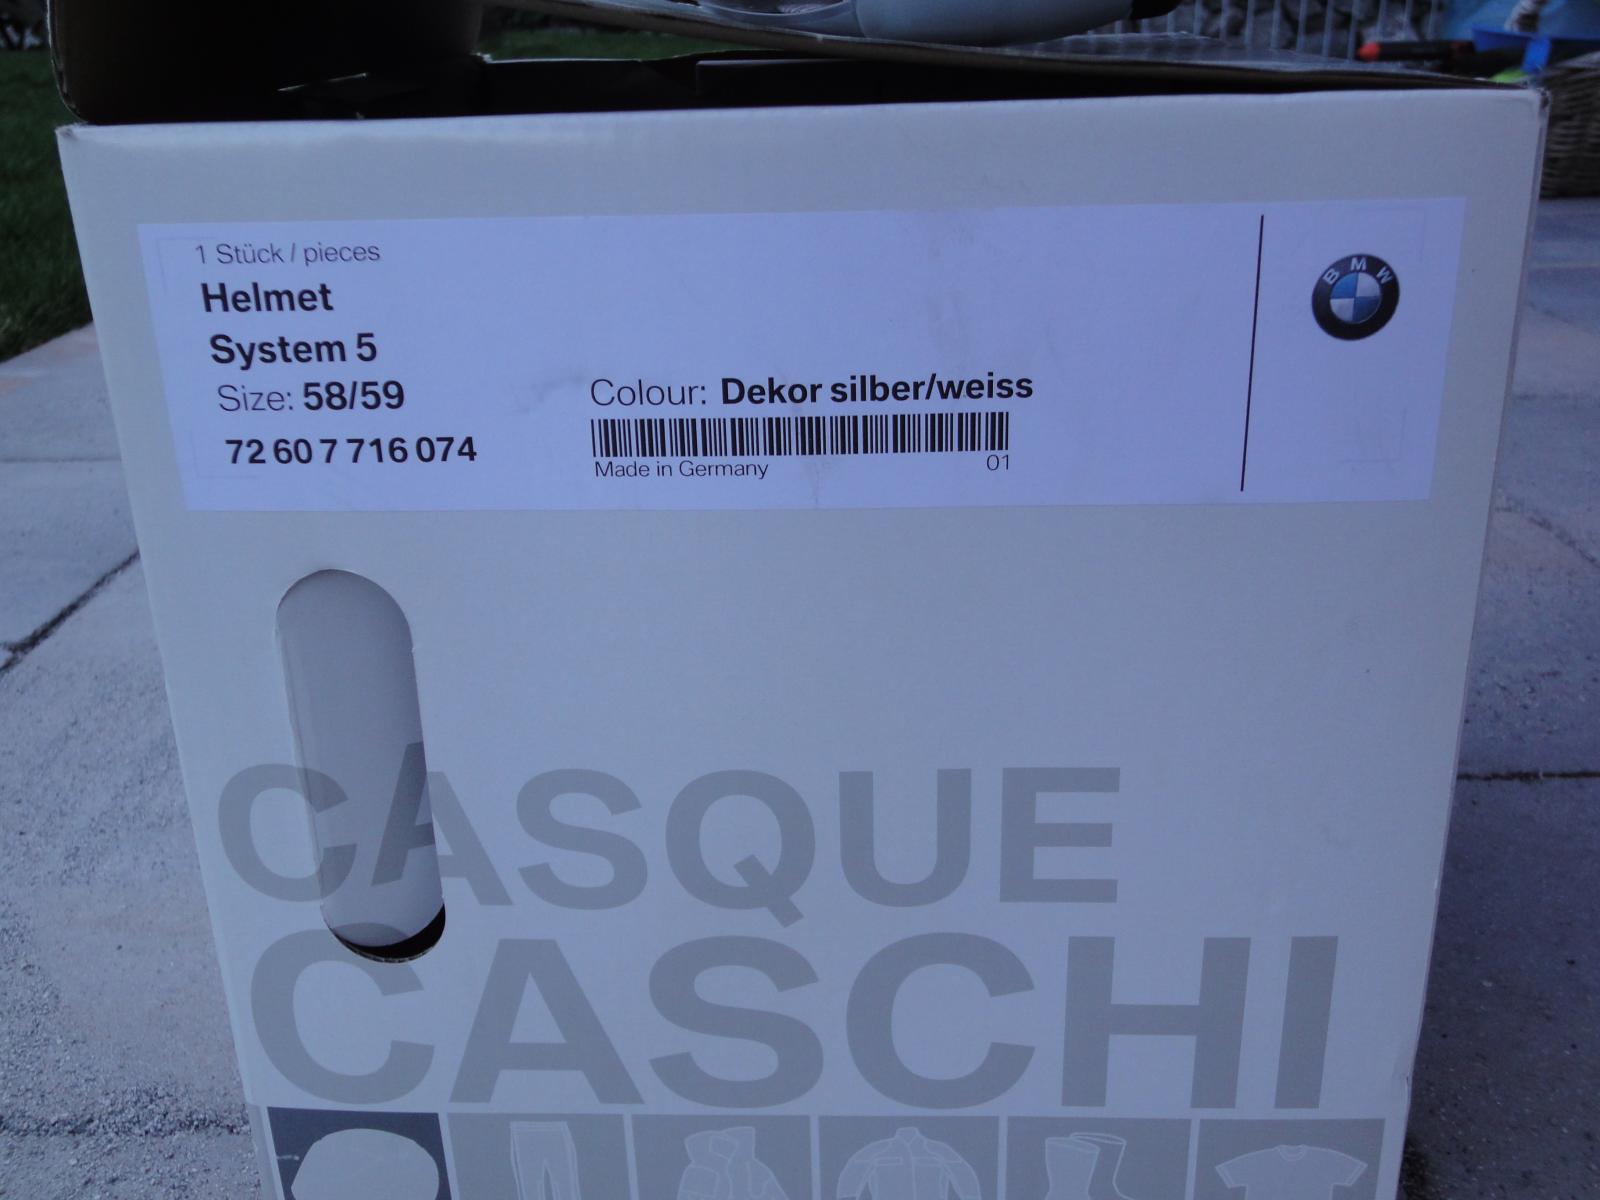 1 Stück / pieces
Helmet
System 5
Size: 58/59
Colour: Dekor silber/weiss
72 60 7 716 074
Made in Germany
01
BMW
CASQUE
CASCHI